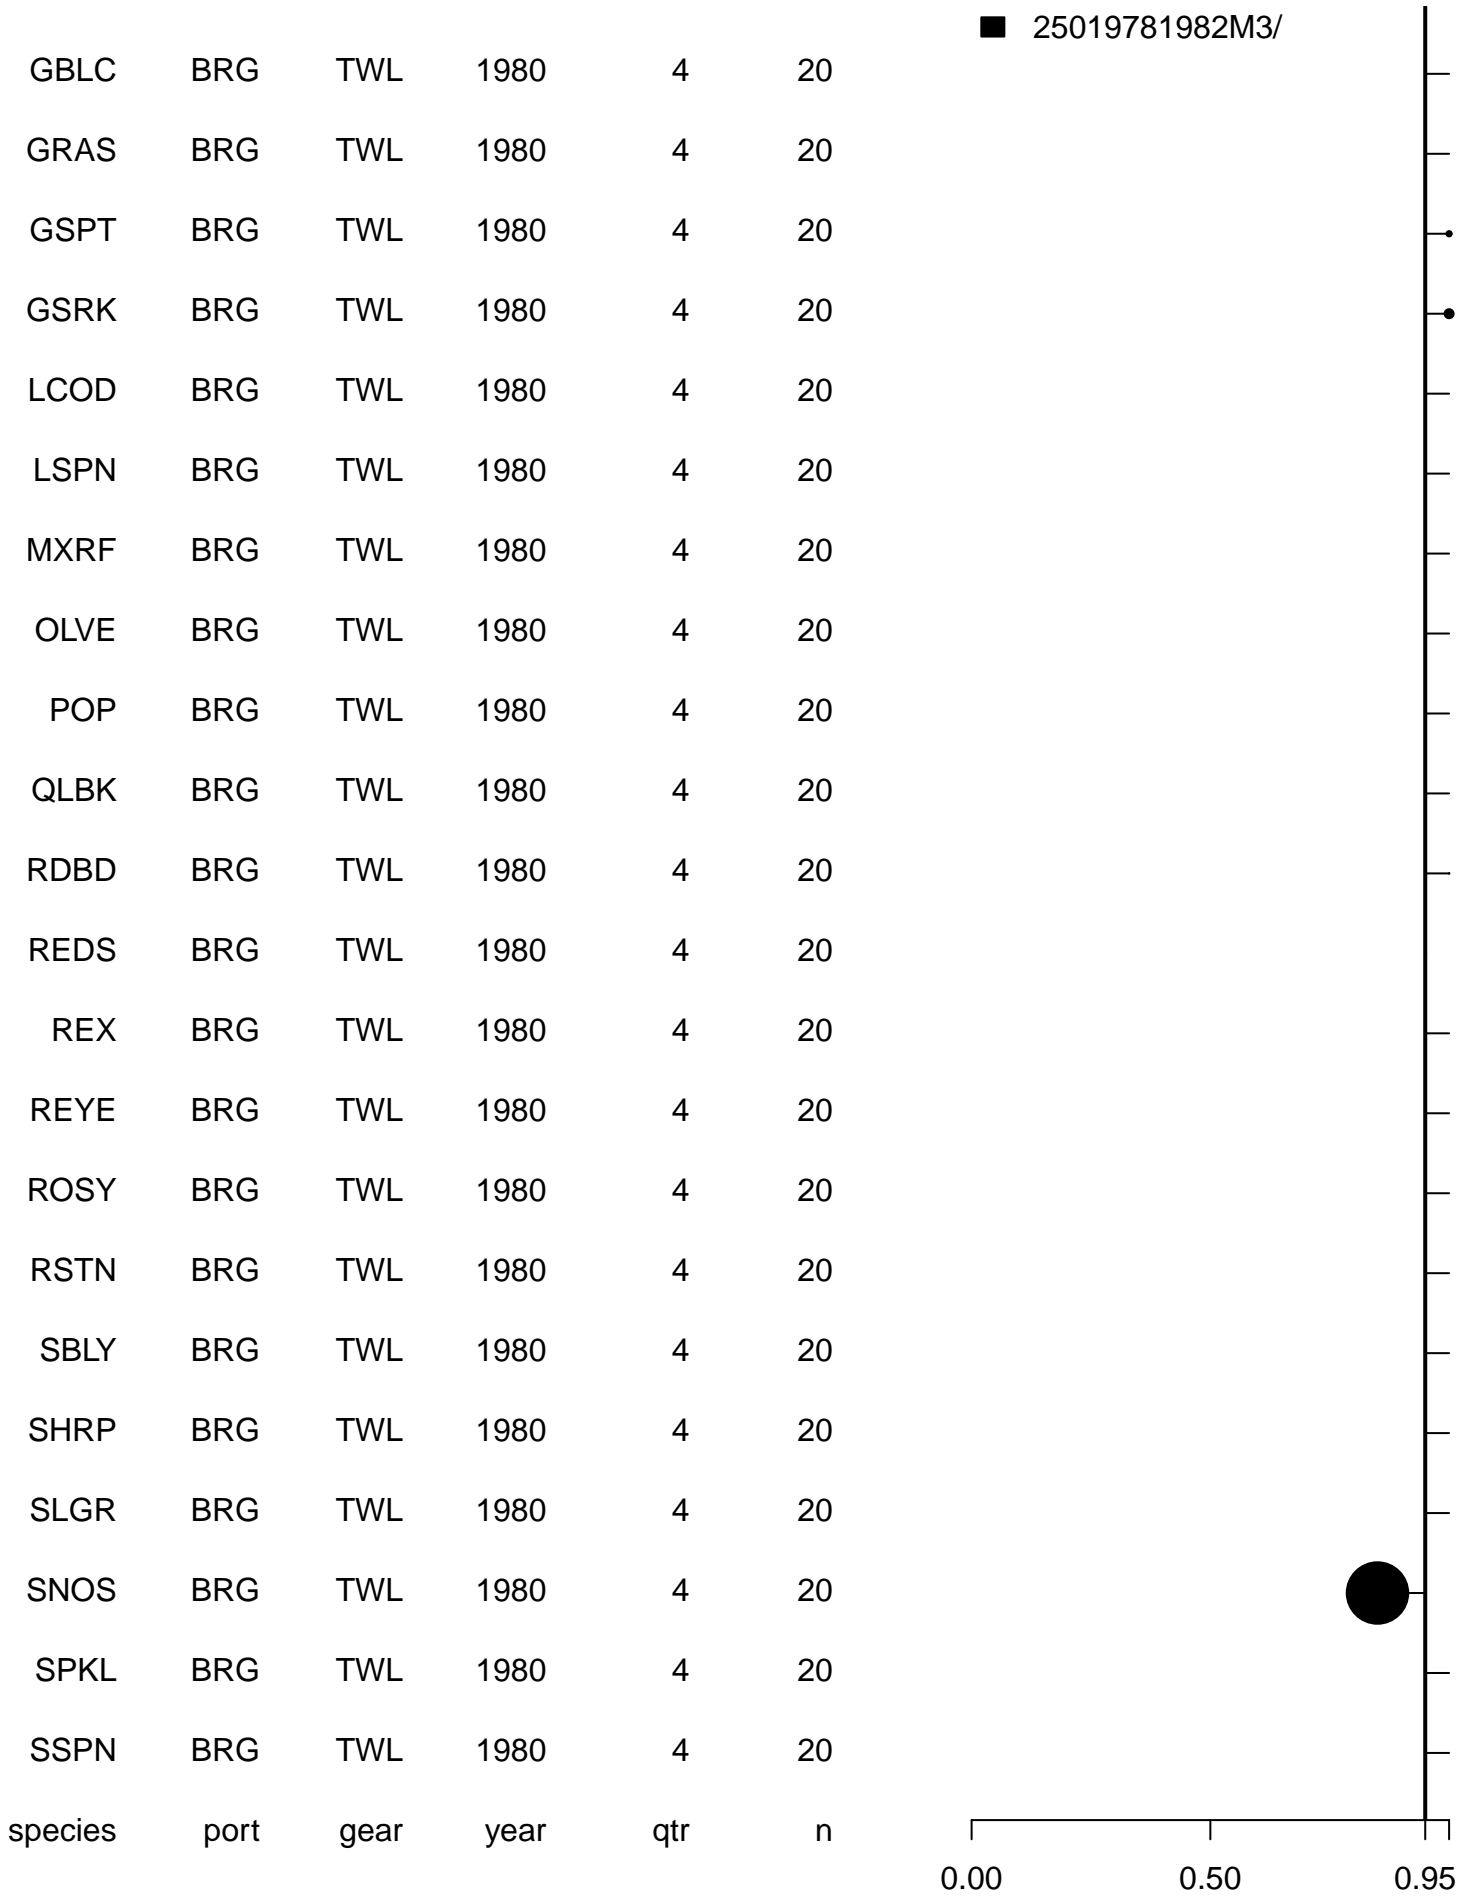 25019781982M3/
GBLC BRG TWL 1980 4 20
GRAS BRG TWL 1980 4 20
GSPT BRG TWL 1980 4 20
GSRK BRG TWL 1980 4 20
LCOD BRG TWL 1980 4 20
LSPN BRG TWL 1980 4 20
MXRF BRG TWL 1980 4 20
OLVE BRG TWL 1980 4 20
POP BRG TWL 1980 4 20
QLBK BRG TWL 1980 4 20
RDBD BRG TWL 1980 4 20
REDS BRG TWL 1980 4 20
REX BRG TWL 1980 4 20
REYE BRG TWL 1980 4 20
ROSY BRG TWL 1980 4 20
RSTN BRG TWL 1980 4 20
SBLY BRG TWL 1980 4 20
SHRP BRG TWL 1980 4 20
SLGR BRG TWL 1980 4 20
SNOS BRG TWL 1980 4 20
SPKL BRG TWL 1980 4 20
SSPN BRG TWL 1980 4 20
species port gear year qtr n
0.00 0.50 0.95